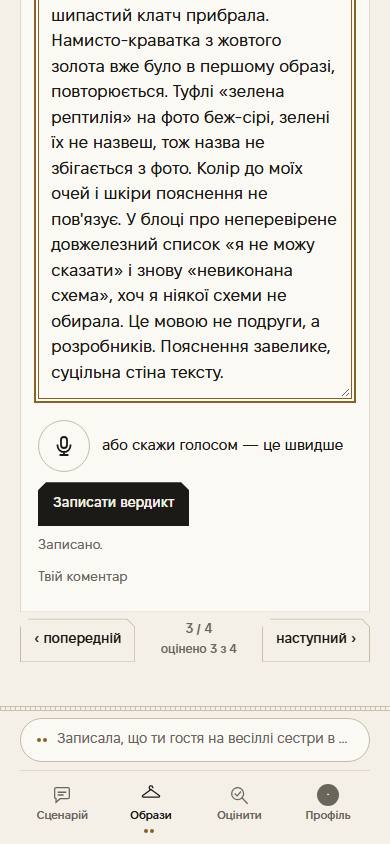 шипастий клатч прибрала.
Намисто-краватка з жовтого
золота вже було в першому образі,
повторюється. Туфлі «зелена
рептилія» на фото беж-сірі, зелені
їх не назвеш, тож назва не
збігається з фото. Колір до моїх
очей і шкіри пояснення не
пов'язує. У блоці про неперевірене
довжелезний список «я не можу
сказати» і знову «невиконана
схема», хоч я ніякої схеми не
обирала. Це мовою не подруги, а
розробників. Пояснення завелике,
суцільна стіна тексту.
або скажи голосом — це швидше
Записати вердикт
Записано.
Твій коментар
‹ попередній
3 / 4
оцінено 3 з 4
наступний ›
Записала, що ти гостя на весіллі сестри в ...
Сценарій
Образи
Оцінити
Профіль